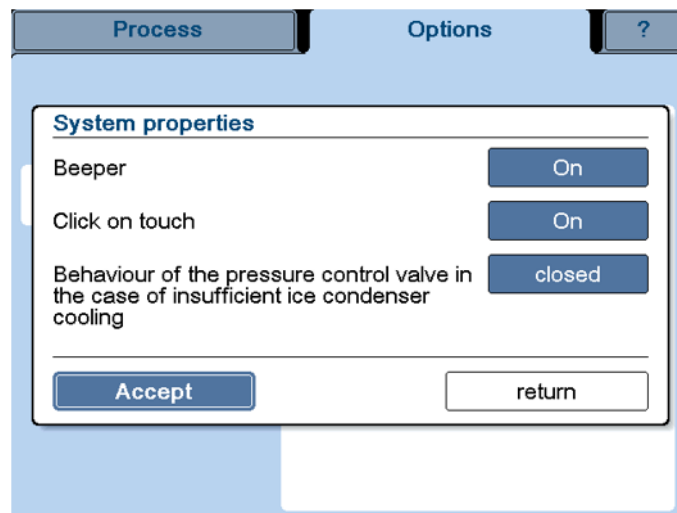 Process Options ?
System properties
Beeper On
Click on touch On
Behaviour of the pressure control valve in closed
the case of insufficient ice condenser
cooling
Accept return